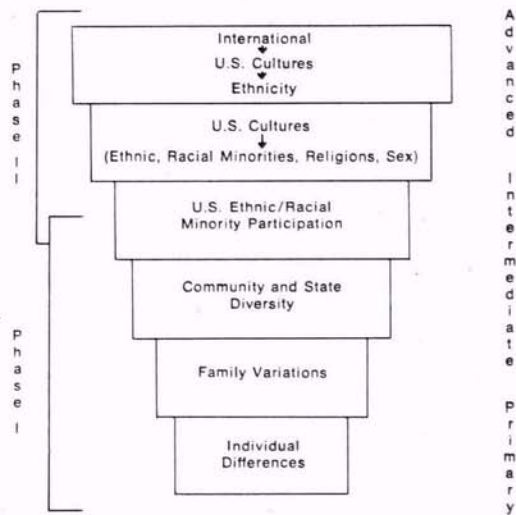 International
U.S. Cultures
Ethnicity
U.S. Cultures
(Ethnic, Racial Minorities, Religions, Sex)
U.S. Ethnic/Racial
Minority Participation
Community and State
Diversity
Family Variations
Individual
Differences
Phase II
Phase I
Advanced
Intermediate
Primary